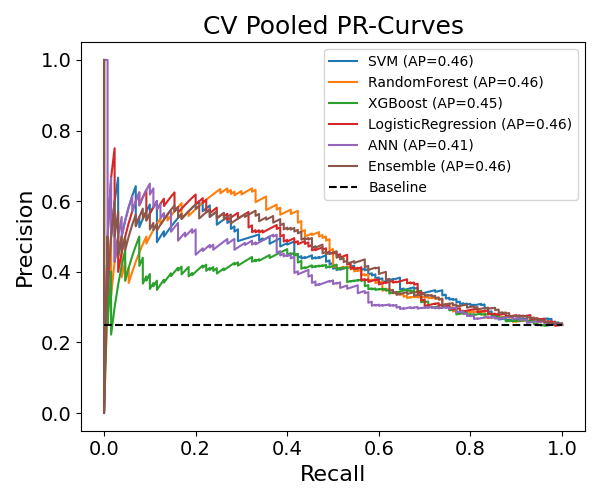 CV Pooled PR-Curves
SVM (AP=0.46)
RandomForest (AP=0.46)
XGBoost (AP=0.45)
LogisticRegression (AP=0.46)
ANN (AP=0.41)
Ensemble (AP=0.46)
Baseline
Precision
1.0
0.8
0.6
0.4
0.2
0.0
0.0 0.2 0.4 0.6 0.8 1.0
Recall